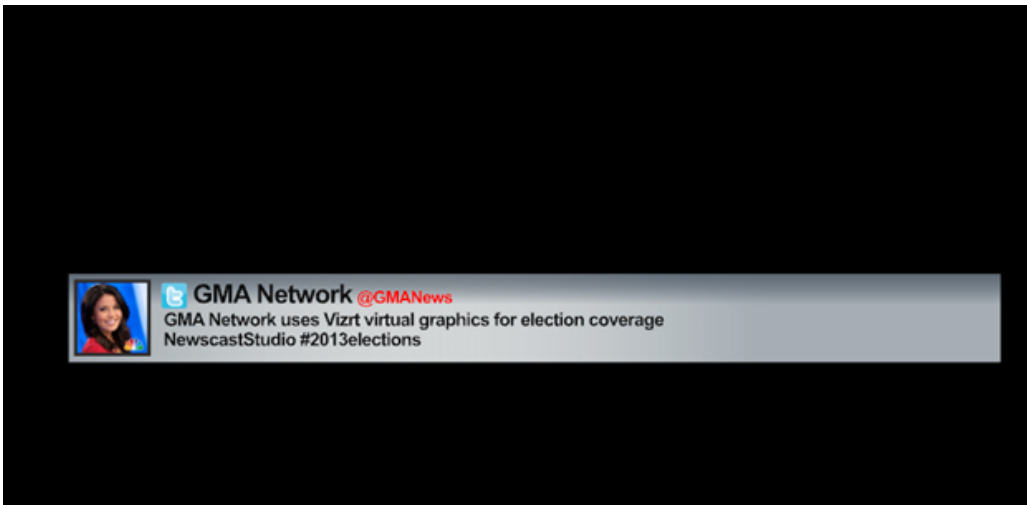 GMA Network @GMANews
GMA Network uses Vizrt virtual graphics for election coverage
NewscastStudio #2013elections